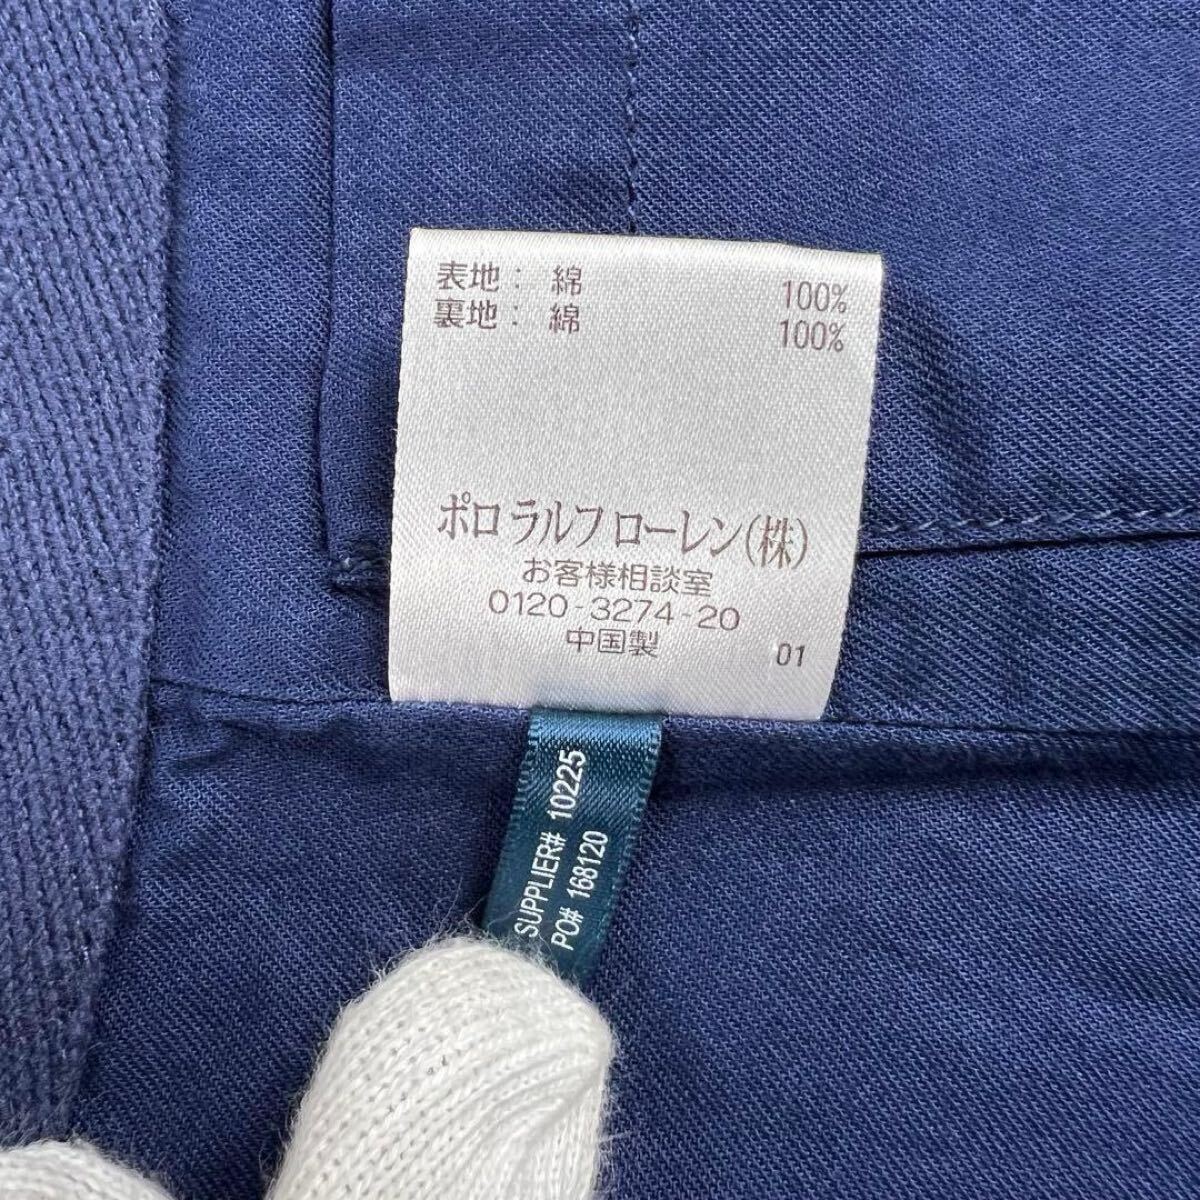 表地： 綿 100%
裏地： 綿 100%
ポロ ラルフ ローレン(株)
お客様相談室
0120-3274-20
中国製 01
SUPPLIER# 10225
PO# 168120